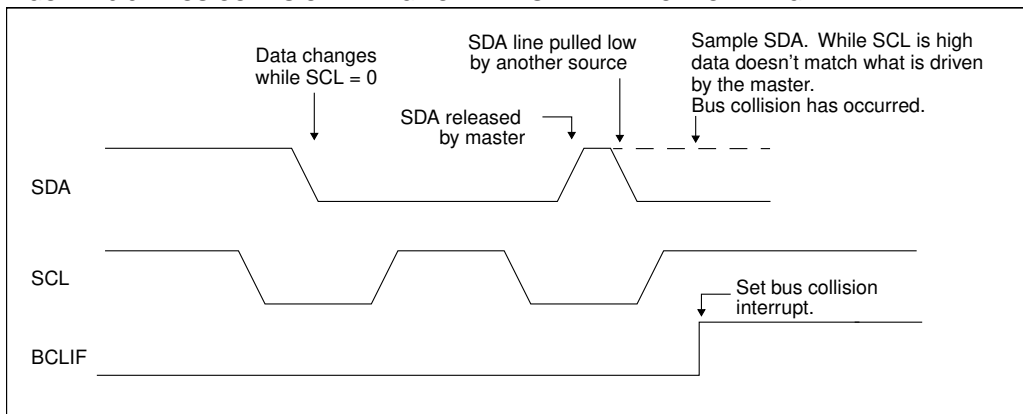 Data changes
while SCL = 0
SDA line pulled low
by another source
SDA released
by master
Sample SDA. While SCL is high
data doesn't match what is driven
by the master.
Bus collision has occurred.
SDA
SCL
Set bus collision
interrupt.
BCLIF